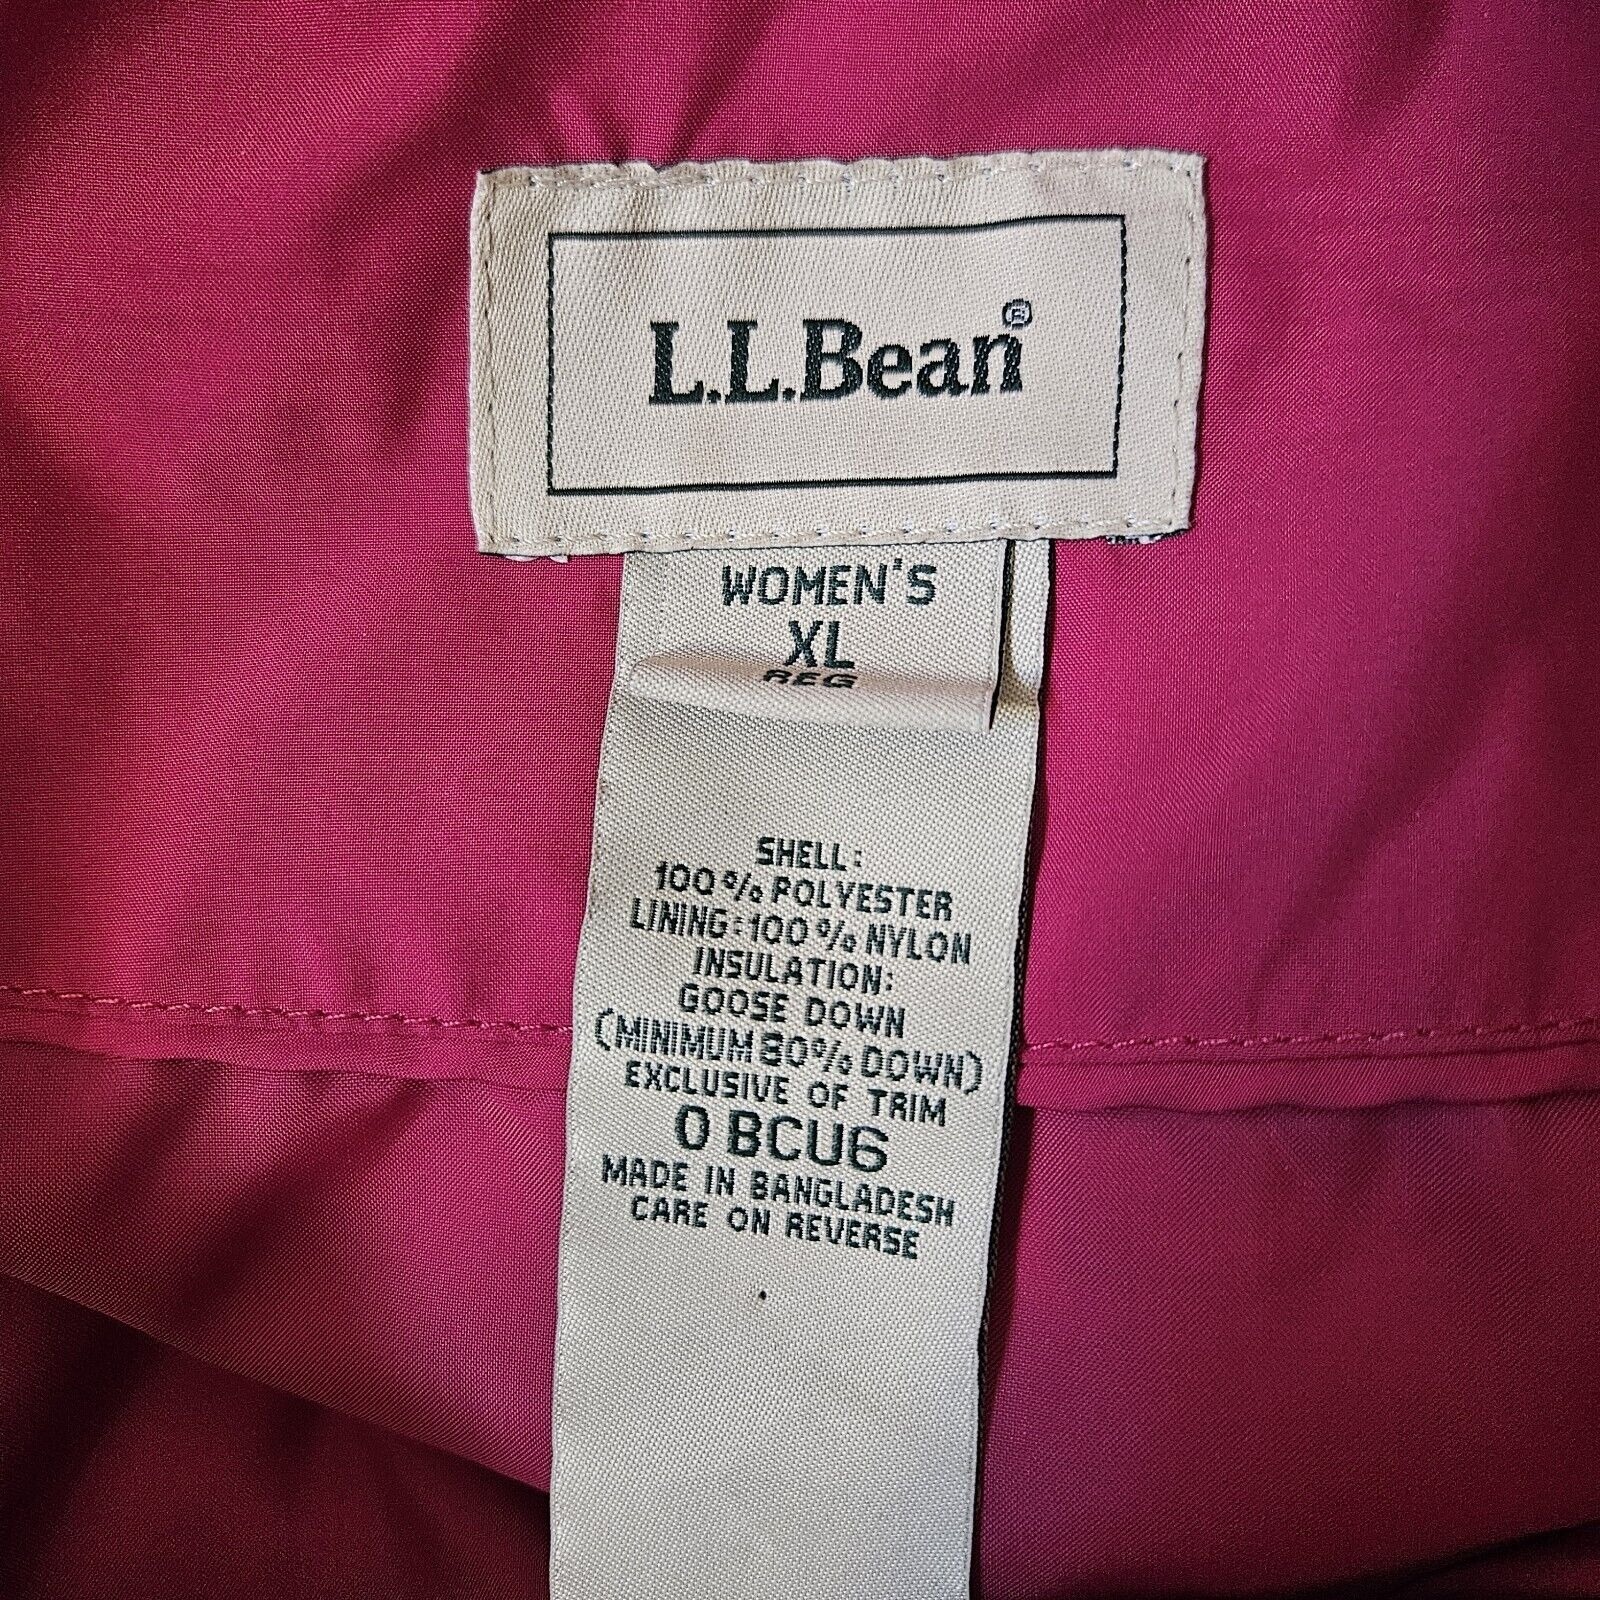 L.L.Bean®
WOMEN'S
XL
REG
SHELL:
100% POLYESTER
LINING: 100% NYLON
INSULATION:
GOOSE DOWN
(MINIMUM 80% DOWN)
EXCLUSIVE OF TRIM
0 BCU6
MADE IN BANGLADESH
CARE ON REVERSE